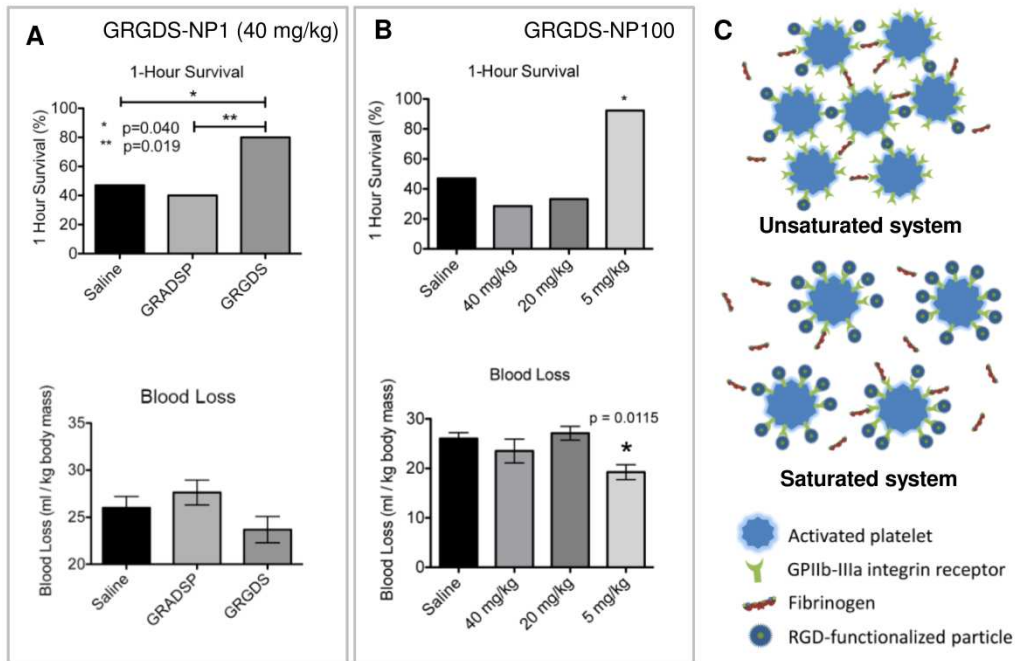 A
GRGDS-NP1 (40 mg/kg)
1-Hour Survival
1 Hour Survival (%)
100
80
60
40
20
0
*
**
* p=0.040
** p=0.019
Saline
GRADSP
GRGDS
Blood Loss
Blood Loss (ml / kg body mass)
35
30
25
20
Saline
GRADSP
GRGDS
B
GRGDS-NP100
1-Hour Survival
1 Hour Survival (%)
100
80
60
40
20
0
*
Saline
40 mg/kg
20 mg/kg
5 mg/kg
Blood Loss
Blood Loss (ml / kg body mass)
30
20
10
0
p = 0.0115
*
Saline
40 mg/kg
20 mg/kg
5 mg/kg
C
Unsaturated system
Saturated system
Activated platelet
GPIIb-IIIa integrin receptor
Fibrinogen
RGD-functionalized particle